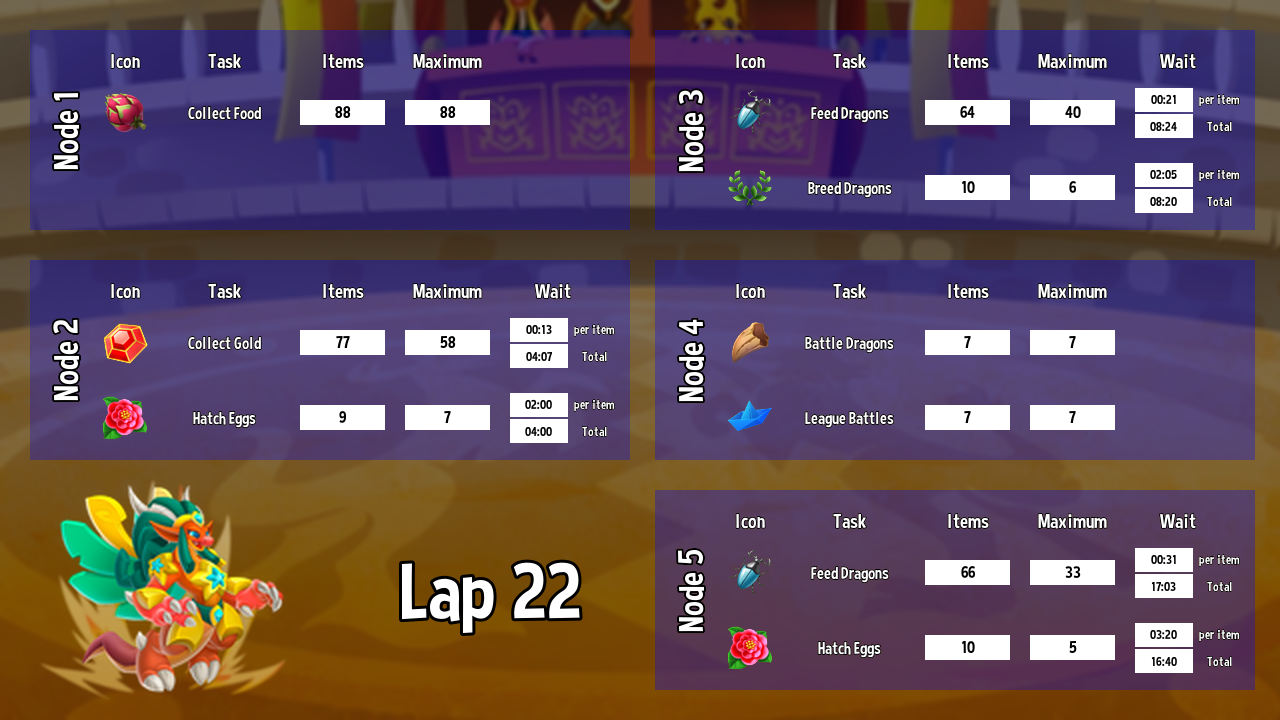 Node 1
Icon Task Items Maximum
Collect Food 88 88
Node 2
Icon Task Items Maximum Wait
Collect Gold 77 58 00:13 per item
04:07 Total
Hatch Eggs 9 7 02:00 per item
04:00 Total
Node 3
Icon Task Items Maximum Wait
Feed Dragons 64 40 00:21 per item
08:24 Total
Breed Dragons 10 6 02:05 per item
08:20 Total
Node 4
Icon Task Items Maximum
Battle Dragons 7 7
League Battles 7 7
Node 5
Icon Task Items Maximum Wait
Feed Dragons 66 33 00:31 per item
17:03 Total
Hatch Eggs 10 5 03:20 per item
16:40 Total
Lap 22